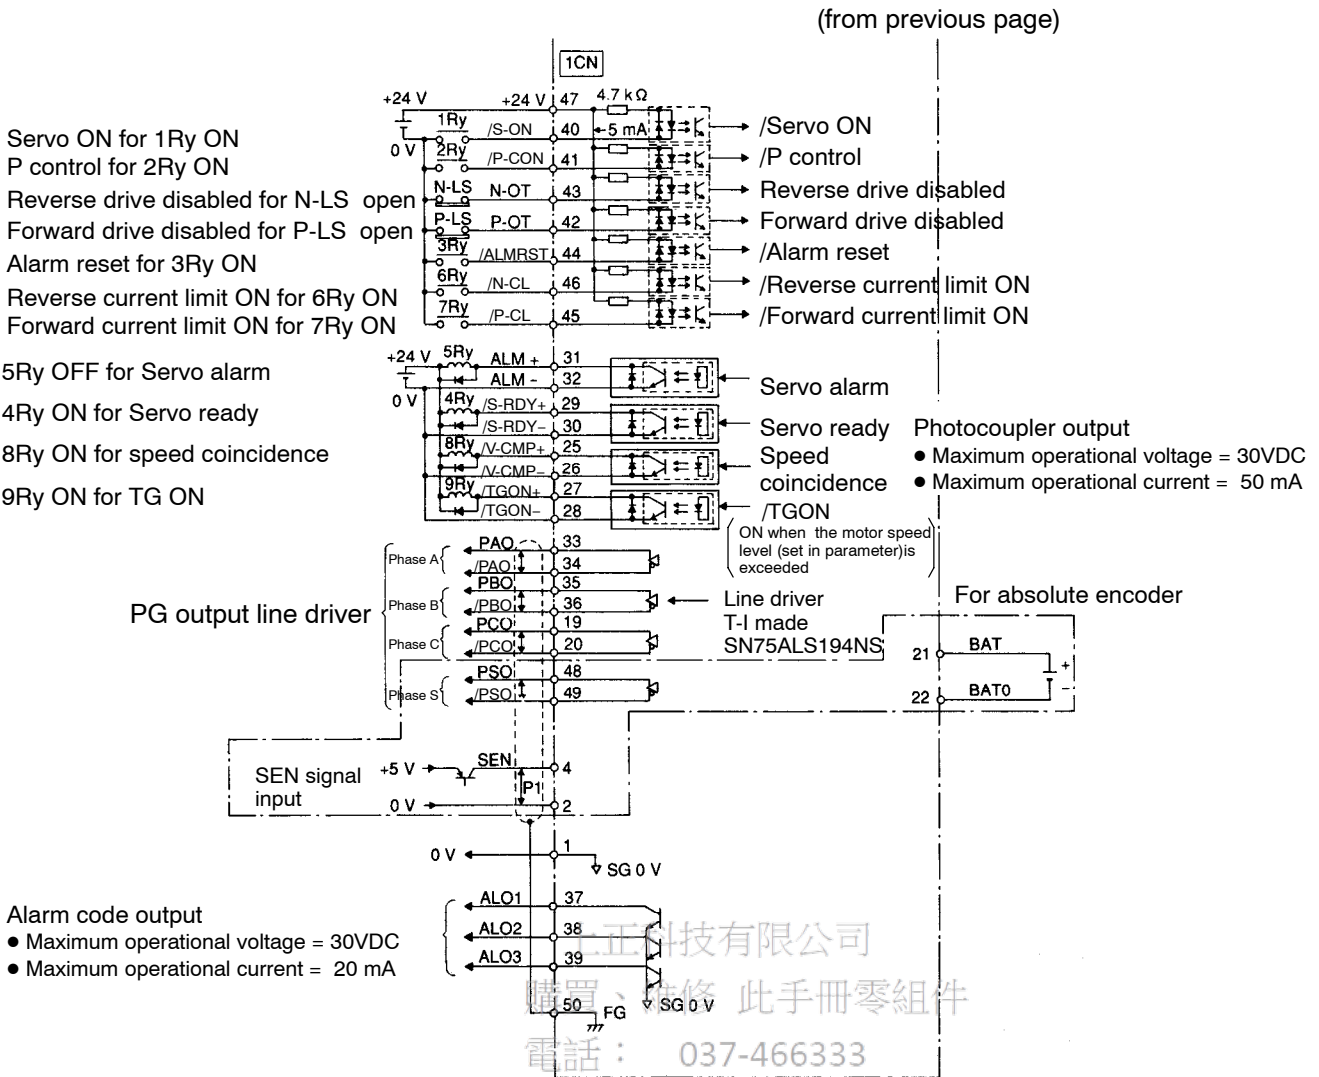 (from previous page)
1CN
+24 V
+24 V 47 4.7 kΩ
Servo ON for 1Ry ON
0 V
1Ry /S-ON 40 5 mA /Servo ON
P control for 2Ry ON
2Ry /P-CON 41 /P control
Reverse drive disabled for N-LS open
N-LS N-OT 43 Reverse drive disabled
Forward drive disabled for P-LS open
P-LS P-OT 42 Forward drive disabled
Alarm reset for 3Ry ON
3Ry /ALMRST 44 /Alarm reset
Reverse current limit ON for 6Ry ON
6Ry /N-CL 46 /Reverse current limit ON
Forward current limit ON for 7Ry ON
7Ry /P-CL 45 /Forward current limit ON
+24 V
0 V
5Ry OFF for Servo alarm
5Ry ALM + 31
ALM − 32 Servo alarm
4Ry ON for Servo ready
4Ry /S-RDY+ 29
/S-RDY− 30 Servo ready
8Ry ON for speed coincidence
8Ry /V-CMP+ 25
/V-CMP− 26
Speed
coincidence
9Ry ON for TG ON
9Ry /TGON+ 27
/TGON− 28 /TGON
ON when the motor speed
level (set in parameter)is
exceeded
Photocoupler output
● Maximum operational voltage = 30VDC
● Maximum operational current = 50 mA
PG output line driver
Phase A PAO 33
/PAO 34
Phase B PBO 35
/PBO 36
Phase C PCO 19
/PCO 20
Phase S PSO 48
/PSO 49
Line driver
T-I made
SN75ALS194NS
For absolute encoder
21 BAT
+
−
22 BAT0
SEN signal
input
+5 V SEN 4
P1
0 V 2
0 V 1
SG 0 V
Alarm code output
● Maximum operational voltage = 30VDC
● Maximum operational current = 20 mA
ALO1 37
ALO2 38
ALO3 39
SG 0 V
50 FG
上正科技有限公司
購買、維修 此手冊零組件
電話： 037-466333